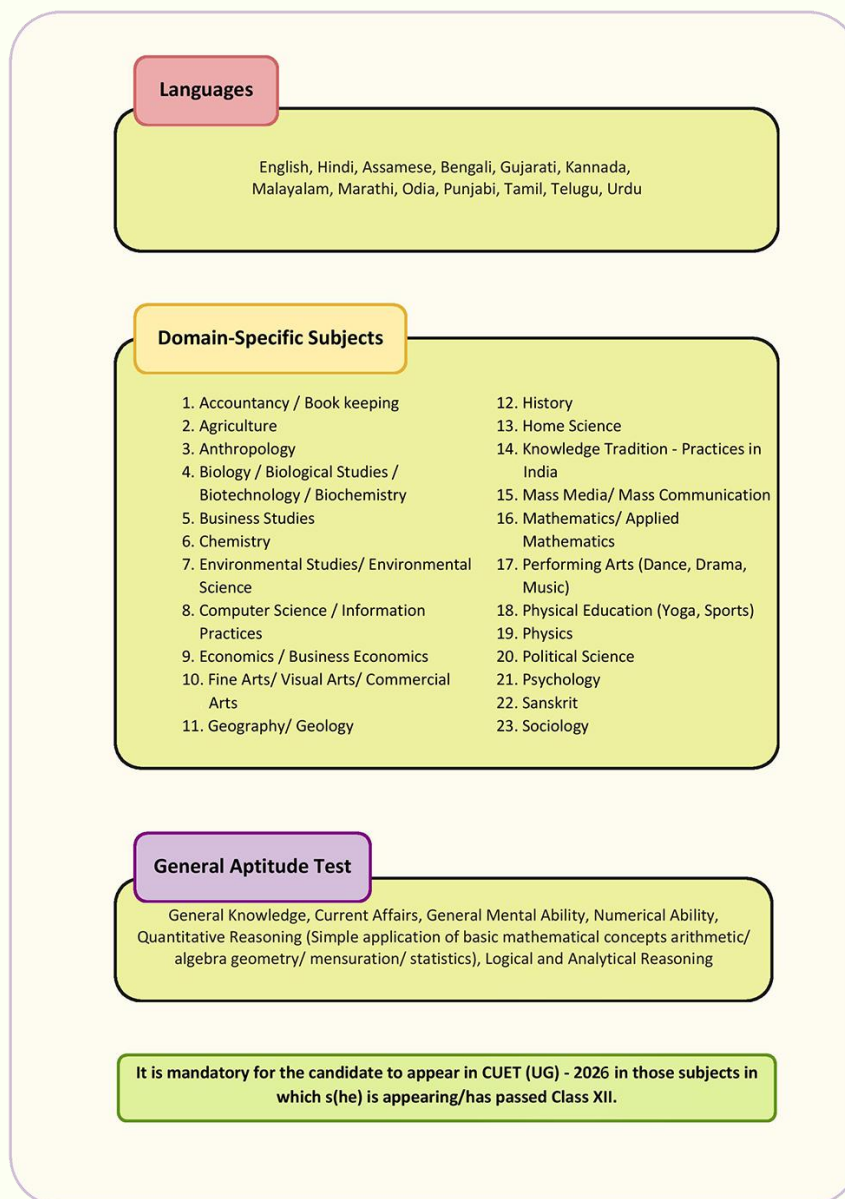 Languages
English, Hindi, Assamese, Bengali, Gujarati, Kannada,
Malayalam, Marathi, Odia, Punjabi, Tamil, Telugu, Urdu
Domain-Specific Subjects
1. Accountancy / Book keeping
2. Agriculture
3. Anthropology
4. Biology / Biological Studies /
Biotechnology / Biochemistry
5. Business Studies
6. Chemistry
7. Environmental Studies/ Environmental
Science
8. Computer Science / Information
Practices
9. Economics / Business Economics
10. Fine Arts/ Visual Arts/ Commercial
Arts
11. Geography/ Geology
12. History
13. Home Science
14. Knowledge Tradition - Practices in
India
15. Mass Media/ Mass Communication
16. Mathematics/ Applied
Mathematics
17. Performing Arts (Dance, Drama,
Music)
18. Physical Education (Yoga, Sports)
19. Physics
20. Political Science
21. Psychology
22. Sanskrit
23. Sociology
General Aptitude Test
General Knowledge, Current Affairs, General Mental Ability, Numerical Ability,
Quantitative Reasoning (Simple application of basic mathematical concepts arithmetic/
algebra geometry/ mensuration/ statistics), Logical and Analytical Reasoning
It is mandatory for the candidate to appear in CUET (UG) - 2026 in those subjects in
which s(he) is appearing/has passed Class XII.